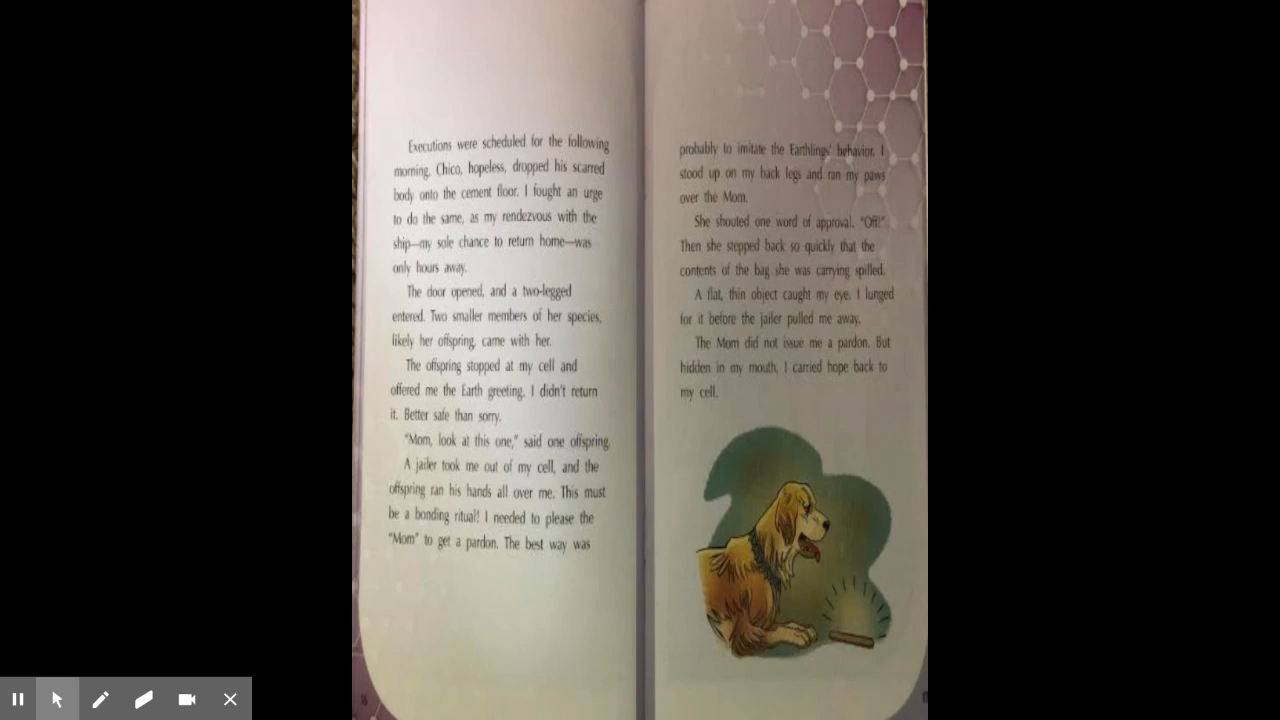 Executions were scheduled for the following
morning. Chico, hopeless, dropped his scarred
body onto the cement floor. I fought an urge
to do the same, as my rendezvous with the
ship—my sole chance to return home—was
only hours away.
The door opened, and a two-legged
entered. Two smaller members of her species,
likely her offspring, came with her.
The offspring stopped at my cell and
offered me the Earth greeting. I didn't return
it. Better safe than sorry.
"Mom, look at this one," said one offspring.
A jailer took me out of my cell, and the
offspring ran his hands all over me. This must
be a bonding ritual! I needed to please the
"Mom" to get a pardon. The best way was
probably to imitate the Earthlings' behavior. I
stood up on my back legs and ran my paws
over the Mom.
She shouted one word of approval. "Off!"
Then she stepped back so quickly that the
contents of the bag she was carrying spilled.
A flat, thin object caught my eye. I lunged
for it before the jailer pulled me away.
The Mom did not issue me a pardon. But
hidden in my mouth, I carried hope back to
my cell.